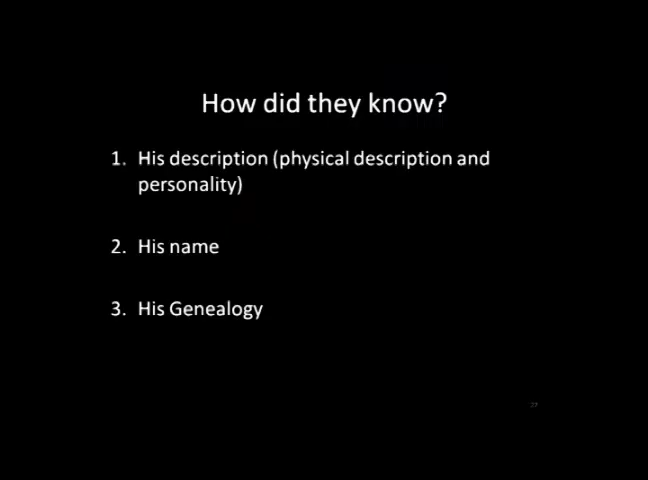 How did they know?
1. His description (physical description and
personality)
2. His name
3. His Genealogy